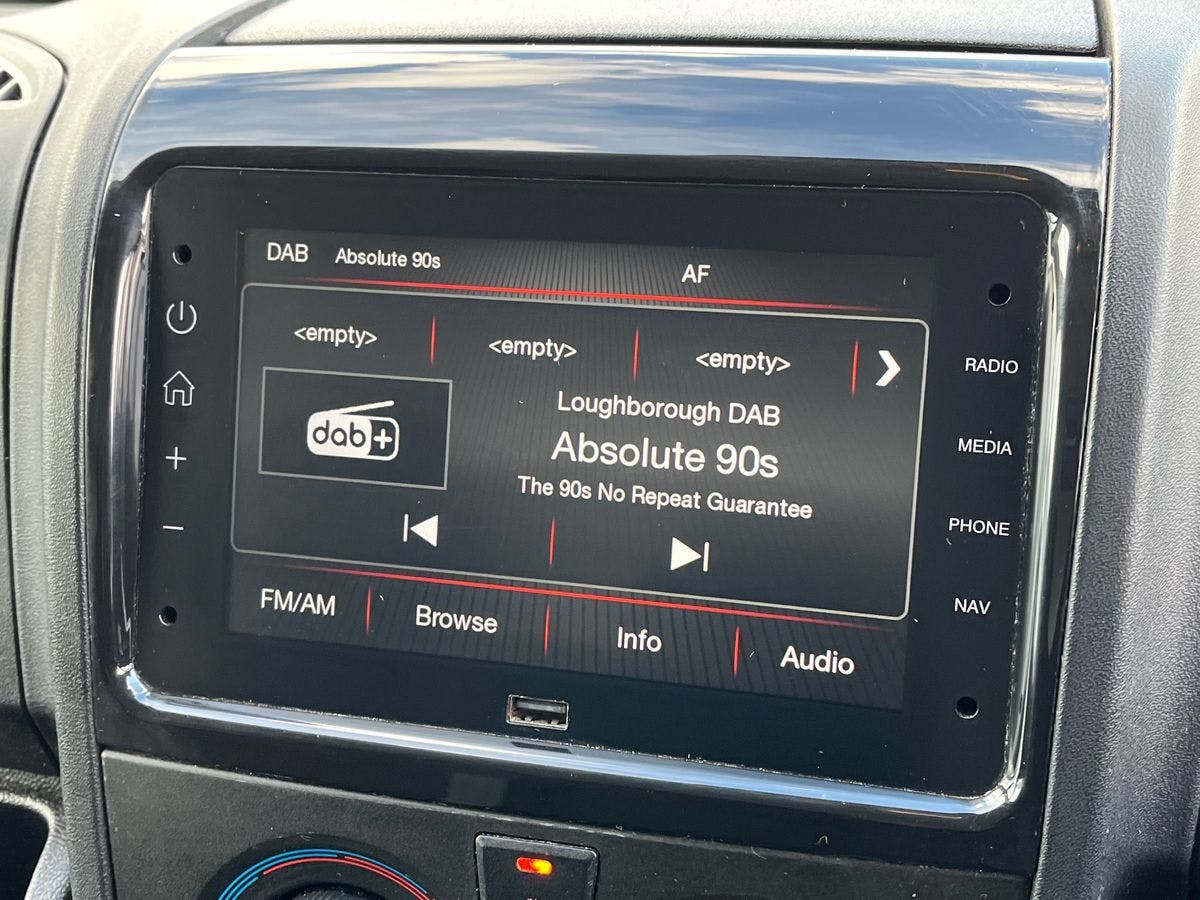 DAB Absolute 90s AF
<empty> <empty> <empty>
dab+
Loughborough DAB
Absolute 90s
The 90s No Repeat Guarantee
FM/AM Browse Info Audio
RADIO
MEDIA
PHONE
NAV